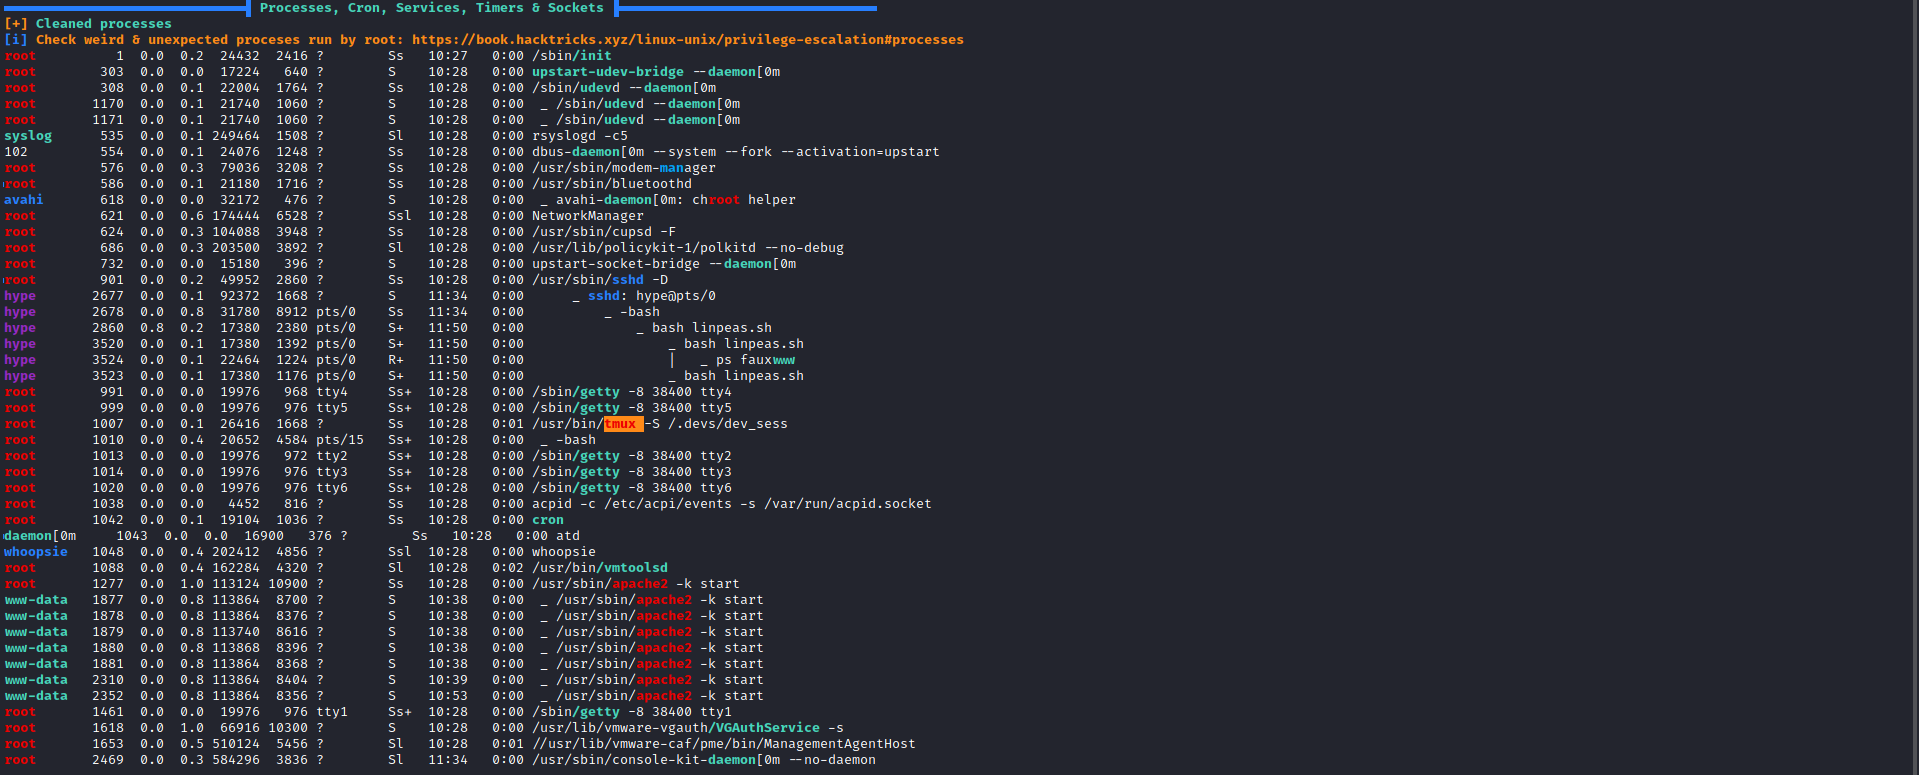 Processes, Cron, Services, Timers & Sockets
[+] Cleaned processes
[i] Check weird & unexpected proceses run by root: https://book.hacktricks.xyz/linux-unix/privilege-escalation#processes
root 1 0.0 0.2 24432 2416 ? Ss 10:27 0:00 /sbin/init
root 303 0.0 0.0 17224 640 ? S 10:28 0:00 upstart-udev-bridge --daemon[0m
root 308 0.0 0.1 22004 1764 ? Ss 10:28 0:00 /sbin/udevd --daemon[0m
root 1170 0.0 0.1 21740 1060 ? S 10:28 0:00 _ /sbin/udevd --daemon[0m
root 1171 0.0 0.1 21740 1060 ? S 10:28 0:00 _ /sbin/udevd --daemon[0m
syslog 535 0.0 0.1 249464 1508 ? Sl 10:28 0:00 rsyslogd -c5
102 554 0.0 0.1 24076 1248 ? Ss 10:28 0:00 dbus-daemon[0m --system --fork --activation=upstart
root 576 0.0 0.3 79036 3208 ? Ss 10:28 0:00 /usr/sbin/modem-manager
root 586 0.0 0.1 21180 1716 ? Ss 10:28 0:00 /usr/sbin/bluetoothd
avahi 618 0.0 0.0 32172 476 ? S 10:28 0:00 _ avahi-daemon[0m: chroot helper
root 621 0.0 0.6 174444 6528 ? Ssl 10:28 0:00 NetworkManager
root 624 0.0 0.3 104088 3948 ? Ss 10:28 0:00 /usr/sbin/cupsd -F
root 686 0.0 0.3 203500 3892 ? Sl 10:28 0:00 /usr/lib/policykit-1/polkitd --no-debug
root 732 0.0 0.0 15180 396 ? S 10:28 0:00 upstart-socket-bridge --daemon[0m
root 901 0.0 0.2 49952 2860 ? Ss 10:28 0:00 /usr/sbin/sshd -D
hype 2677 0.0 0.1 92372 1668 ? S 11:34 0:00 _ sshd: hype@pts/0
hype 2678 0.0 0.8 31780 8912 pts/0 Ss 11:34 0:00 _ -bash
hype 2860 0.8 0.2 17380 2380 pts/0 S+ 11:50 0:00 _ bash linpeas.sh
hype 3520 0.0 0.1 17380 1392 pts/0 S+ 11:50 0:00 _ bash linpeas.sh
hype 3524 0.0 0.1 22464 1224 pts/0 R+ 11:50 0:00 | _ ps fauxwww
hype 3523 0.0 0.1 17380 1176 pts/0 S+ 11:50 0:00 _ bash linpeas.sh
root 991 0.0 0.0 19976 968 tty4 Ss+ 10:28 0:00 /sbin/getty -8 38400 tty4
root 999 0.0 0.0 19976 976 tty5 Ss+ 10:28 0:00 /sbin/getty -8 38400 tty5
root 1007 0.0 0.1 26416 1668 ? Ss 10:28 0:01 /usr/bin/tmux -S /.devs/dev_sess
root 1010 0.0 0.4 20652 4584 pts/15 Ss+ 10:28 0:00 _ -bash
root 1013 0.0 0.0 19976 972 tty2 Ss+ 10:28 0:00 /sbin/getty -8 38400 tty2
root 1014 0.0 0.0 19976 976 tty3 Ss+ 10:28 0:00 /sbin/getty -8 38400 tty3
root 1020 0.0 0.0 19976 976 tty6 Ss+ 10:28 0:00 /sbin/getty -8 38400 tty6
root 1038 0.0 0.0 4452 816 ? Ss 10:28 0:00 acpid -c /etc/acpi/events -s /var/run/acpid.socket
root 1042 0.0 0.1 19104 1036 ? Ss 10:28 0:00 cron
daemon[0m 1043 0.0 0.0 16900 376 ? Ss 10:28 0:00 atd
whoopsie 1048 0.0 0.4 202412 4856 ? Ssl 10:28 0:00 whoopsie
root 1088 0.0 0.4 162284 4320 ? Sl 10:28 0:02 /usr/bin/vmtoolsd
root 1277 0.0 1.0 113124 10900 ? Ss 10:28 0:00 /usr/sbin/apache2 -k start
www-data 1877 0.0 0.8 113864 8700 ? S 10:38 0:00 _ /usr/sbin/apache2 -k start
www-data 1878 0.0 0.8 113864 8376 ? S 10:38 0:00 _ /usr/sbin/apache2 -k start
www-data 1879 0.0 0.8 113740 8616 ? S 10:38 0:00 _ /usr/sbin/apache2 -k start
www-data 1880 0.0 0.8 113868 8396 ? S 10:38 0:00 _ /usr/sbin/apache2 -k start
www-data 1881 0.0 0.8 113864 8368 ? S 10:38 0:00 _ /usr/sbin/apache2 -k start
www-data 2310 0.0 0.8 113864 8404 ? S 10:39 0:00 _ /usr/sbin/apache2 -k start
www-data 2352 0.0 0.8 113864 8356 ? S 10:53 0:00 _ /usr/sbin/apache2 -k start
root 1461 0.0 0.0 19976 976 tty1 Ss+ 10:28 0:00 /sbin/getty -8 38400 tty1
root 1618 0.0 1.0 66916 10300 ? S 10:28 0:00 /usr/lib/vmware-vgauth/VGAuthService -s
root 1653 0.0 0.5 510124 5456 ? Sl 10:28 0:01 //usr/lib/vmware-caf/pme/bin/ManagementAgentHost
root 2469 0.0 0.3 584296 3836 ? Sl 11:34 0:00 /usr/sbin/console-kit-daemon[0m --no-daemon